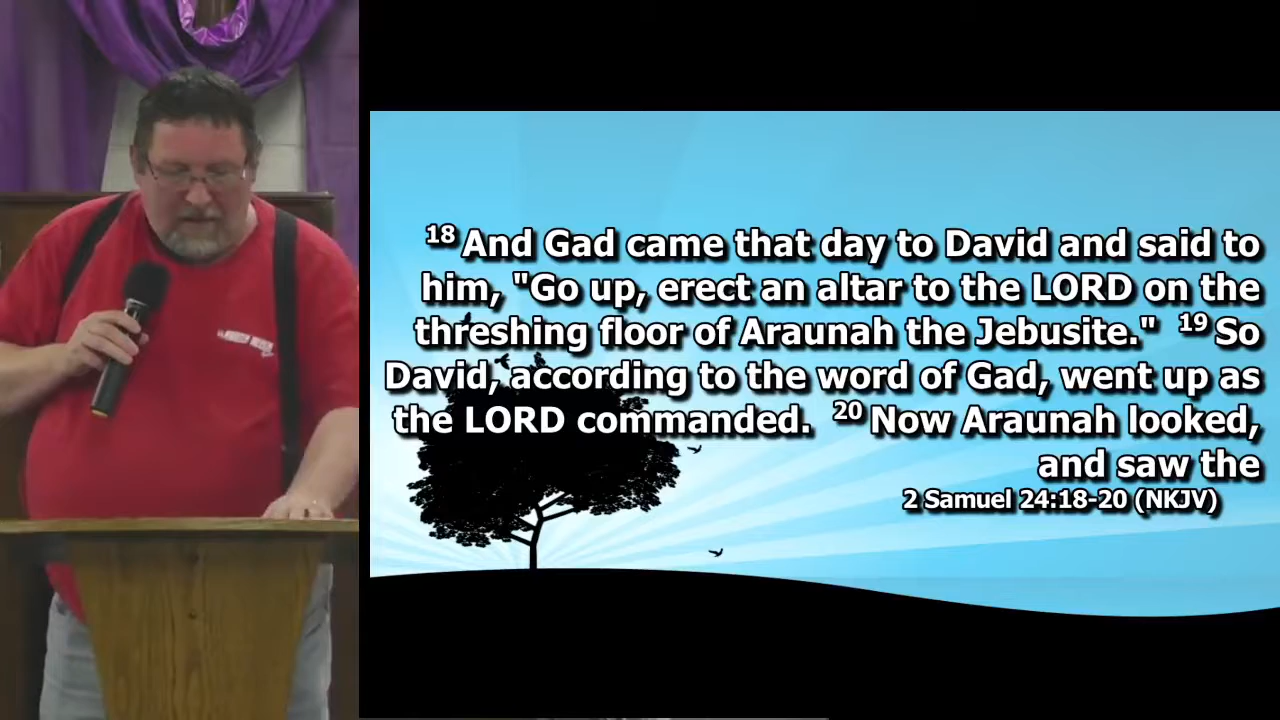 18 And Gad came that day to David and said to
him, "Go up, erect an altar to the LORD on the
threshing floor of Araunah the Jebusite." 19 So
David, according to the word of Gad, went up as
the LORD commanded. 20 Now Araunah looked,
and saw the
2 Samuel 24:18-20 (NKJV)